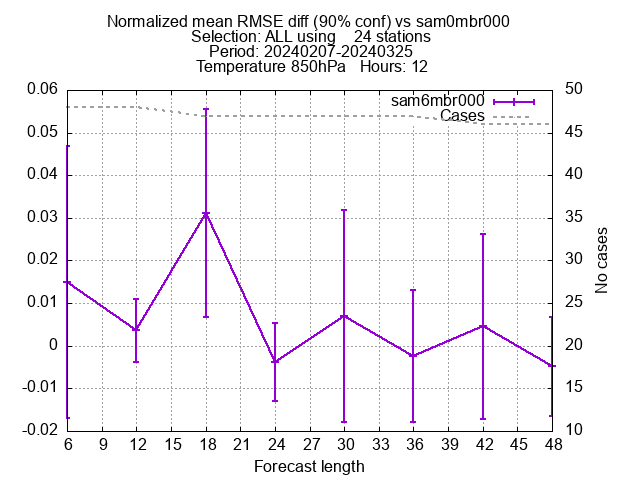 Normalized mean RMSE diff (90% conf) vs sam0mbr000
Selection: ALL using    24 stations
Period: 20240207-20240325
Temperature 850hPa   Hours: 12
sam6mbr000
Cases
0.06
0.05
0.04
0.03
0.02
0.01
0
-0.01
-0.02
50
45
40
35
30
25
20
15
10
No cases
6 9 12 15 18 21 24 27 30 33 36 39 42 45 48
Forecast length